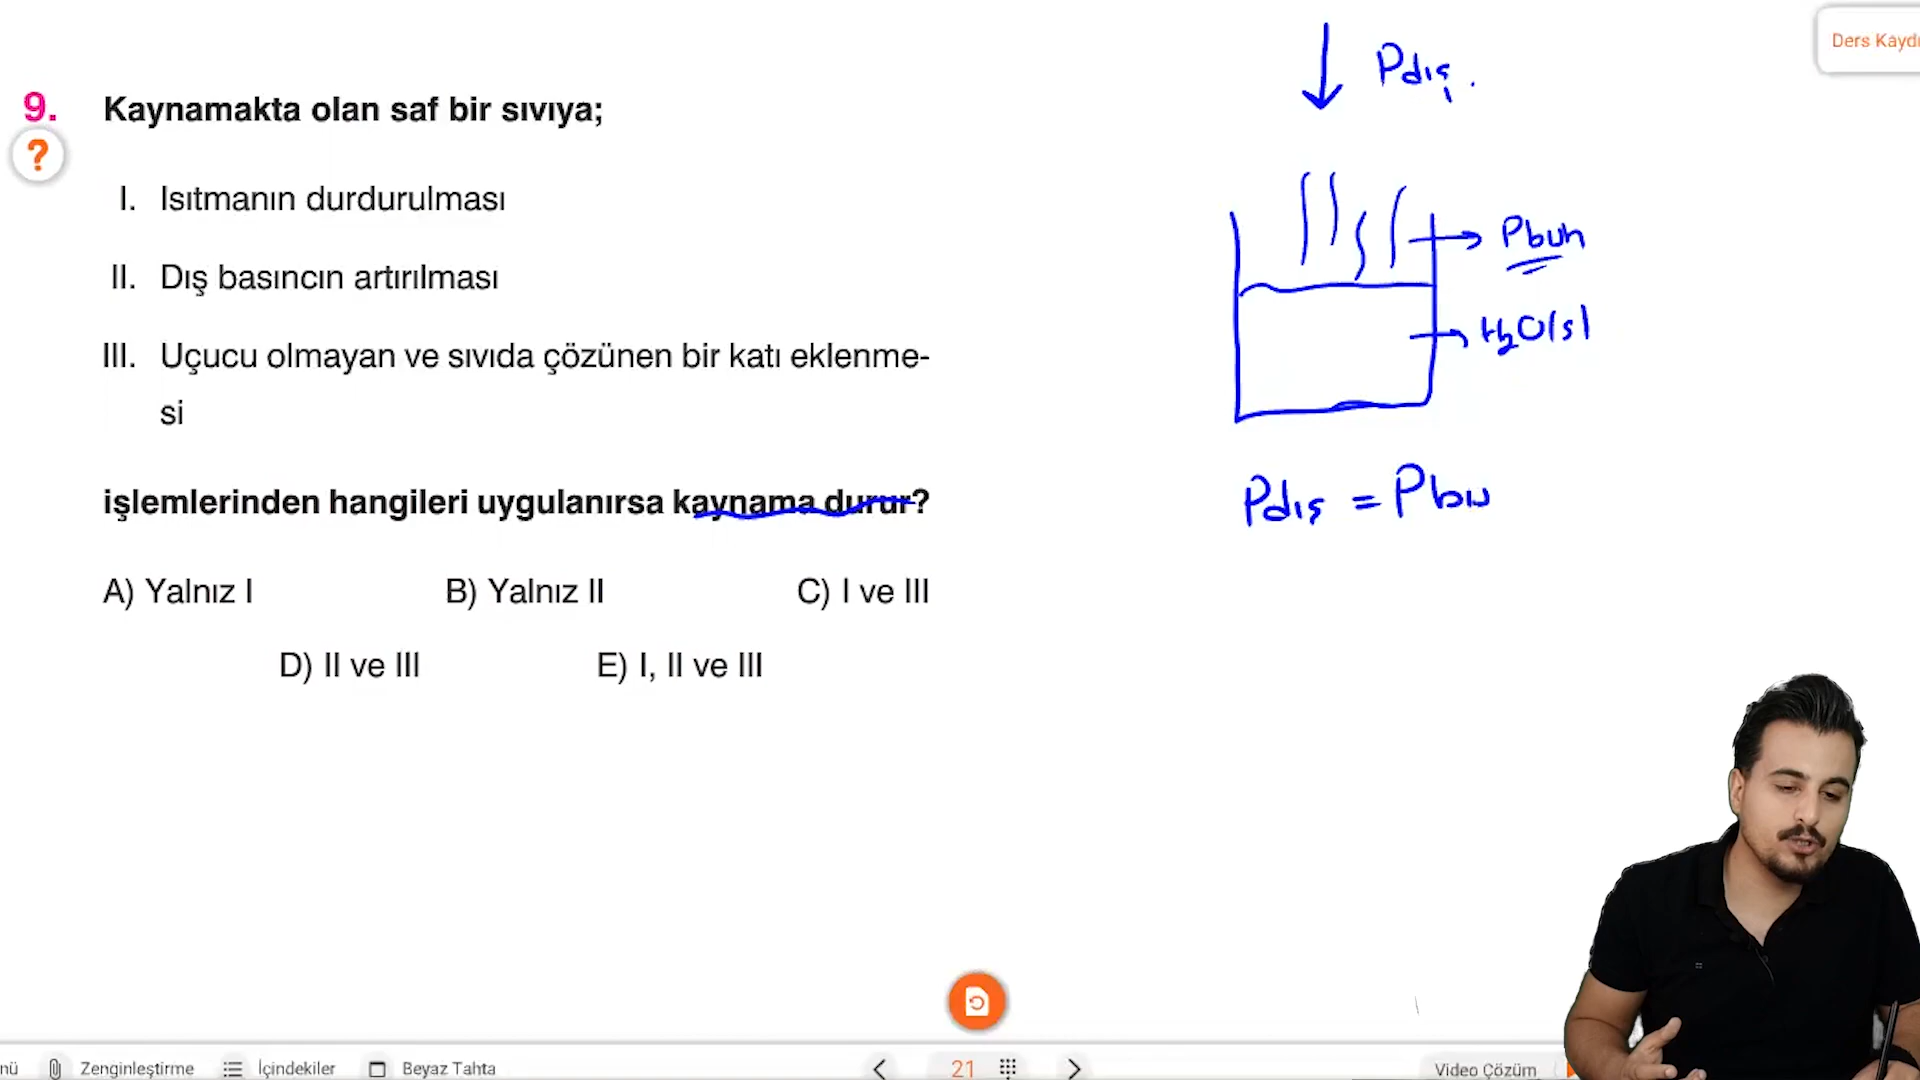 Ders Kaydı
Pdış.
9. Kaynamakta olan saf bir sıvıya;
?
I. Isıtmanın durdurulması
Pbuh
II. Dış basıncın artırılması
H2O(s)
III. Uçucu olmayan ve sıvıda çözünen bir katı eklenme-
si
işlemlerinden hangileri uygulanırsa kaynama durur?
Pdış = Pbu
A) Yalnız I B) Yalnız II C) I ve III
D) II ve III E) I, II ve III
nü Zenginleştirme İçindekiler Beyaz Tahta < 21 > Video Çözüm